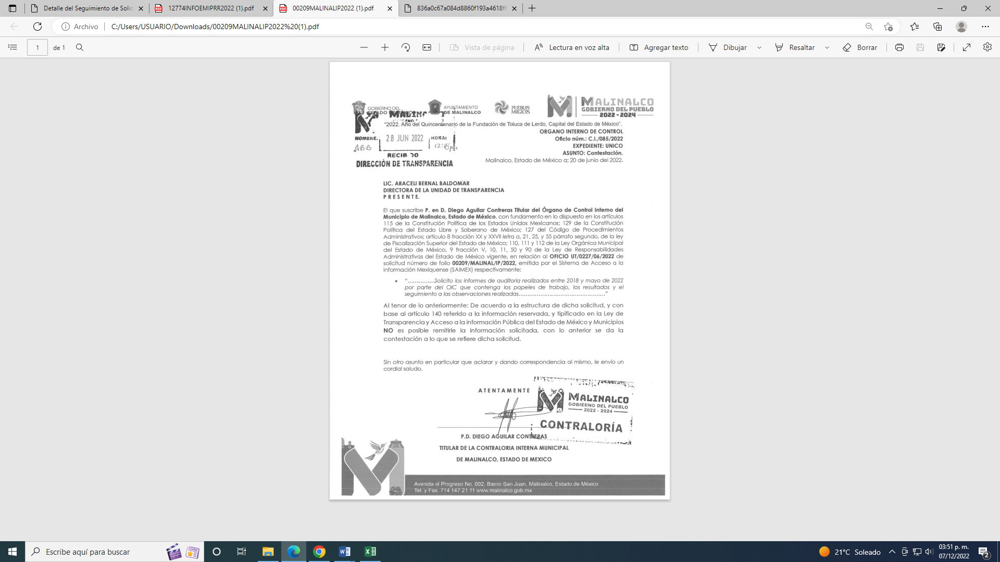 Detalle del Seguimiento de Solici
12774INFOEMIPRR2022 (1).pdf
00209MALINALIP2022 (1).pdf
836a0c67a084d8860f193a4618f6
Archivo
C:/Users/USUARIO/Downloads/00209MALINALIP2022%20(1).pdf
1 de 1
Vista de página
Lectura en voz alta
Agregar texto
Dibujar
Resaltar
Borrar
GOBIERNO DEL
ESTADO DE MÉXICO
AYUNTAMIENTO
DE MALINALCO
PUEBLOS
MÁGICOS
MALINALCO
GOBIERNO DEL PUEBLO
2022 - 2024
"2022. Año del Quincentenario de la Fundación de Toluca de Lerdo, Capital del Estado de México".
ORGANO INTERNO DE CONTROL
Oficio núm.: C.I./085/2022
EXPEDIENTE: UNICO
ASUNTO: Contestación.
Malinalco, Estado de México a; 20 de junio del 2022.
NOMBRE:
ABB
28 JUN 2022
HORA:
12:18pm
RECIBIDO
DIRECCIÓN DE TRANSPARENCIA
LIC. ARACELI BERNAL BALDOMAR
DIRECTORA DE LA UNIDAD DE TRANSPARENCIA
P R E S E N T E.
El que suscribe P. en D. Diego Aguilar Contreras Titular del Órgano de Control Interno del
Municipio de Malinalco, Estado de México, con fundamento en lo dispuesto en los artículos
115 de la Constitución Política de los Estados Unidos Mexicanos; 129 de la Constitución
Política del Estado Libre y Soberano de México; 127 del Código de Procedimientos
Administrativos; artículo 8 fracción XX y XXVII letra a, 21, 25, y 55 párrafo segundo, de la ley
de Fiscalización Superior del Estado de México; 110, 111 y 112 de la Ley Orgánica Municipal
del Estado de México, 9 fracción V, 10, 11, 50 y 90 de la Ley de Responsabilidades
Administrativas del Estado de México vigente, en relación al OFICIO UT/0227/06/2022 de
solicitud número de folio 00209/MALINAL/IP/2022, emitida por el Sistema de Acceso a la
Información Mexiquense (SAIMEX) respectivamente:
• "...............Solicito los informes de auditoria realizados entre 2018 y mayo de 2022
por parte del OIC que contenga los papeles de trabajo, los resultados y el
seguimiento a las observaciones realizadas................................................"
Al tenor de lo anteriormente: De acuerdo a la estructura de dicha solicitud, y con
base al artículo 140 referido a la información reservada, y tipificado en la Ley de
Transparencia y Acceso a la información Pública del Estado de México y Municipios
NO es posible remitirle la información solicitada, con lo anterior se da la
contestación a lo que se refiere dicha solicitud.
Sin otro asunto en particular que aclarar y dando correspondencia al mismo, le envío un
cordial saludo.
A T E N T A M E N T E
MALINALCO
GOBIERNO DEL PUEBLO
2022 - 2024
CONTRALORÍA
P.D. DIEGO AGUILAR CONTRERAS
TITULAR DE LA CONTRALORIA INTERNA MUNICIPAL
DE MALINALCO, ESTADO DE MEXICO
Avenida el Progreso No. 002, Barrio San Juan, Malinalco, Estado de México
Tel. y Fax. 714 147 21 11 www.malinalco.gob.mx
Escribe aquí para buscar
21°C Soleado
03:51 p. m.
07/12/2022
2